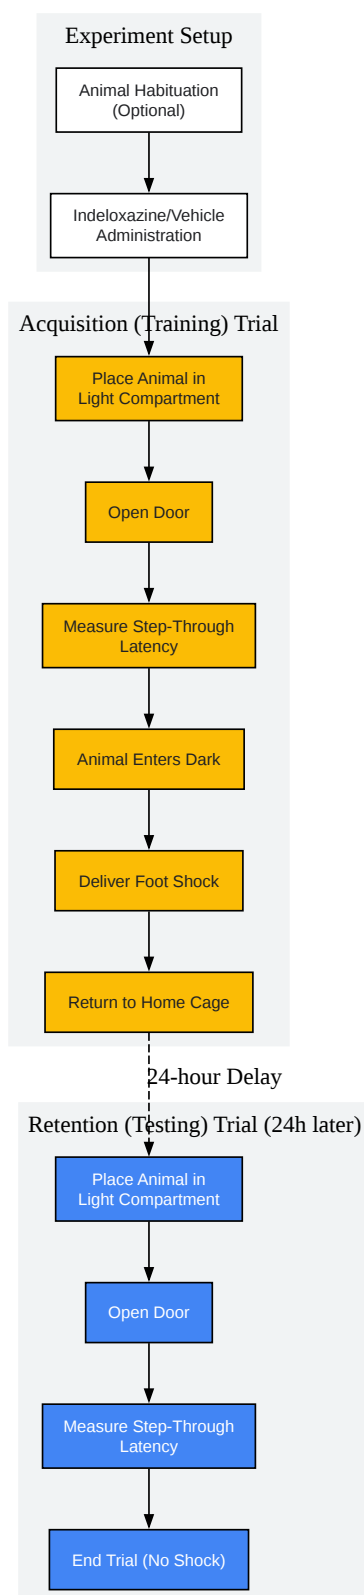 Experiment Setup
Animal Habituation
(Optional)
Indeloxazine/Vehicle
Administration
Acquisition (Training) Trial
Place Animal in
Light Compartment
Open Door
Measure Step-Through
Latency
Animal Enters Dark
Deliver Foot Shock
Return to Home Cage
24-hour Delay
Retention (Testing) Trial (24h later)
Place Animal in
Light Compartment
Open Door
Measure Step-Through
Latency
End Trial (No Shock)